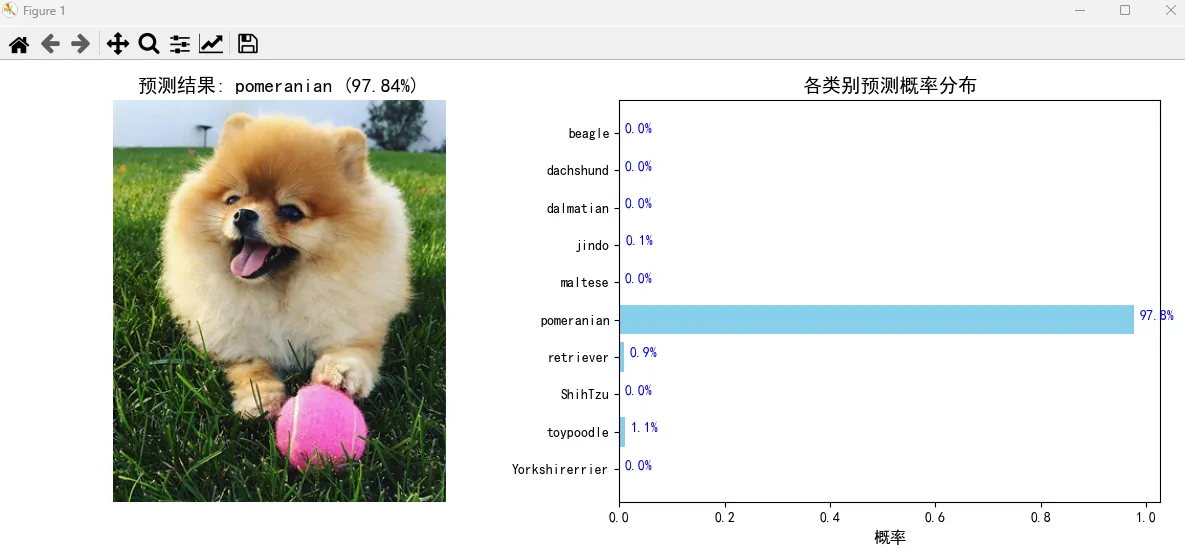 Figure 1
预测结果: pomeranian (97.84%)
各类别预测概率分布
beagle 0.0%
dachshund 0.0%
dalmatian 0.0%
jindo 0.1%
maltese 0.0%
pomeranian 97.8%
retriever 0.9%
ShihTzu 0.0%
toypoodle 1.1%
Yorkshirerrier 0.0%
0.0 0.2 0.4 0.6 0.8 1.0
概率